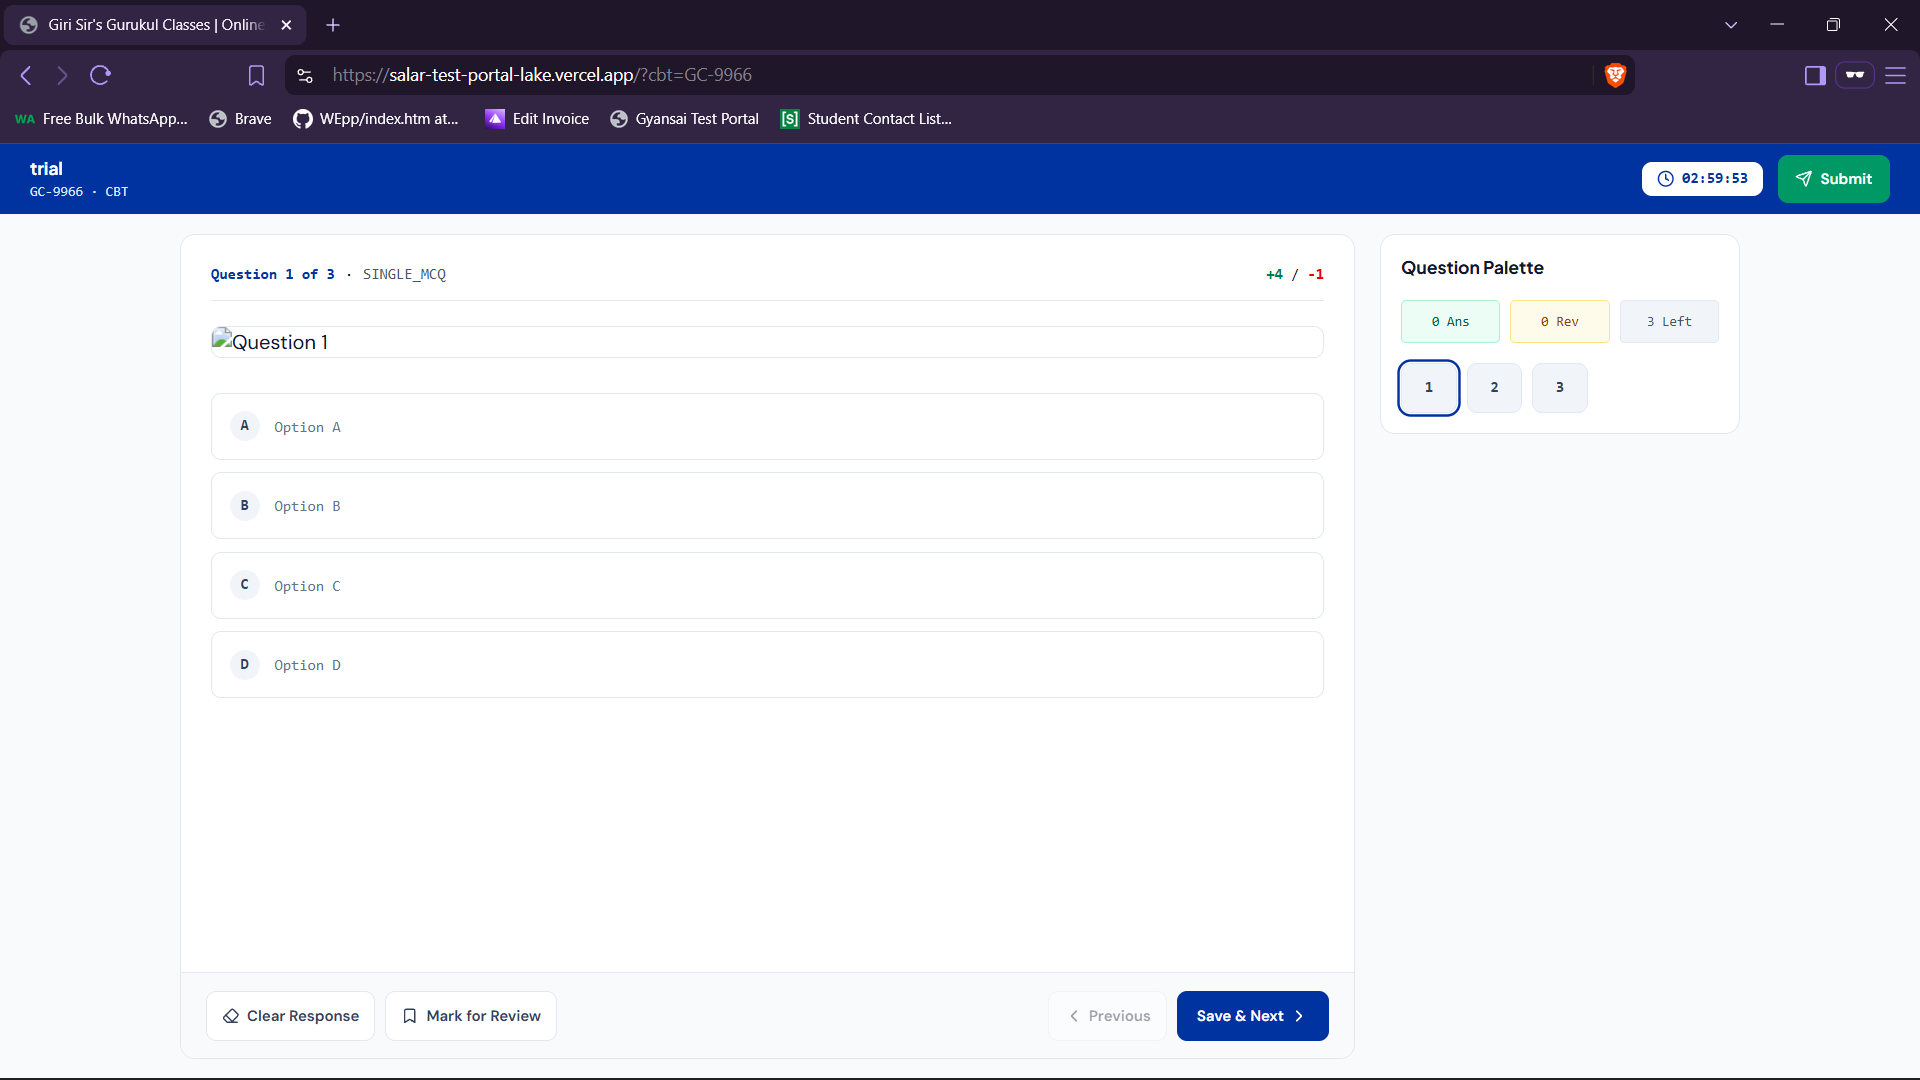 Giri Sir's Gurukul Classes | Online
https://salar-test-portal-lake.vercel.app/?cbt=GC-9966
WA Free Bulk WhatsApp...
Brave
WEpp/index.htm at...
Edit Invoice
Gyansai Test Portal
[S] Student Contact List...
trial
GC-9966 · CBT
02:59:53
Submit
Question 1 of 3 · SINGLE_MCQ
+4 / -1
Question 1
A Option A
B Option B
C Option C
D Option D
Clear Response
Mark for Review
Previous
Save & Next
Question Palette
0 Ans
0 Rev
3 Left
1
2
3